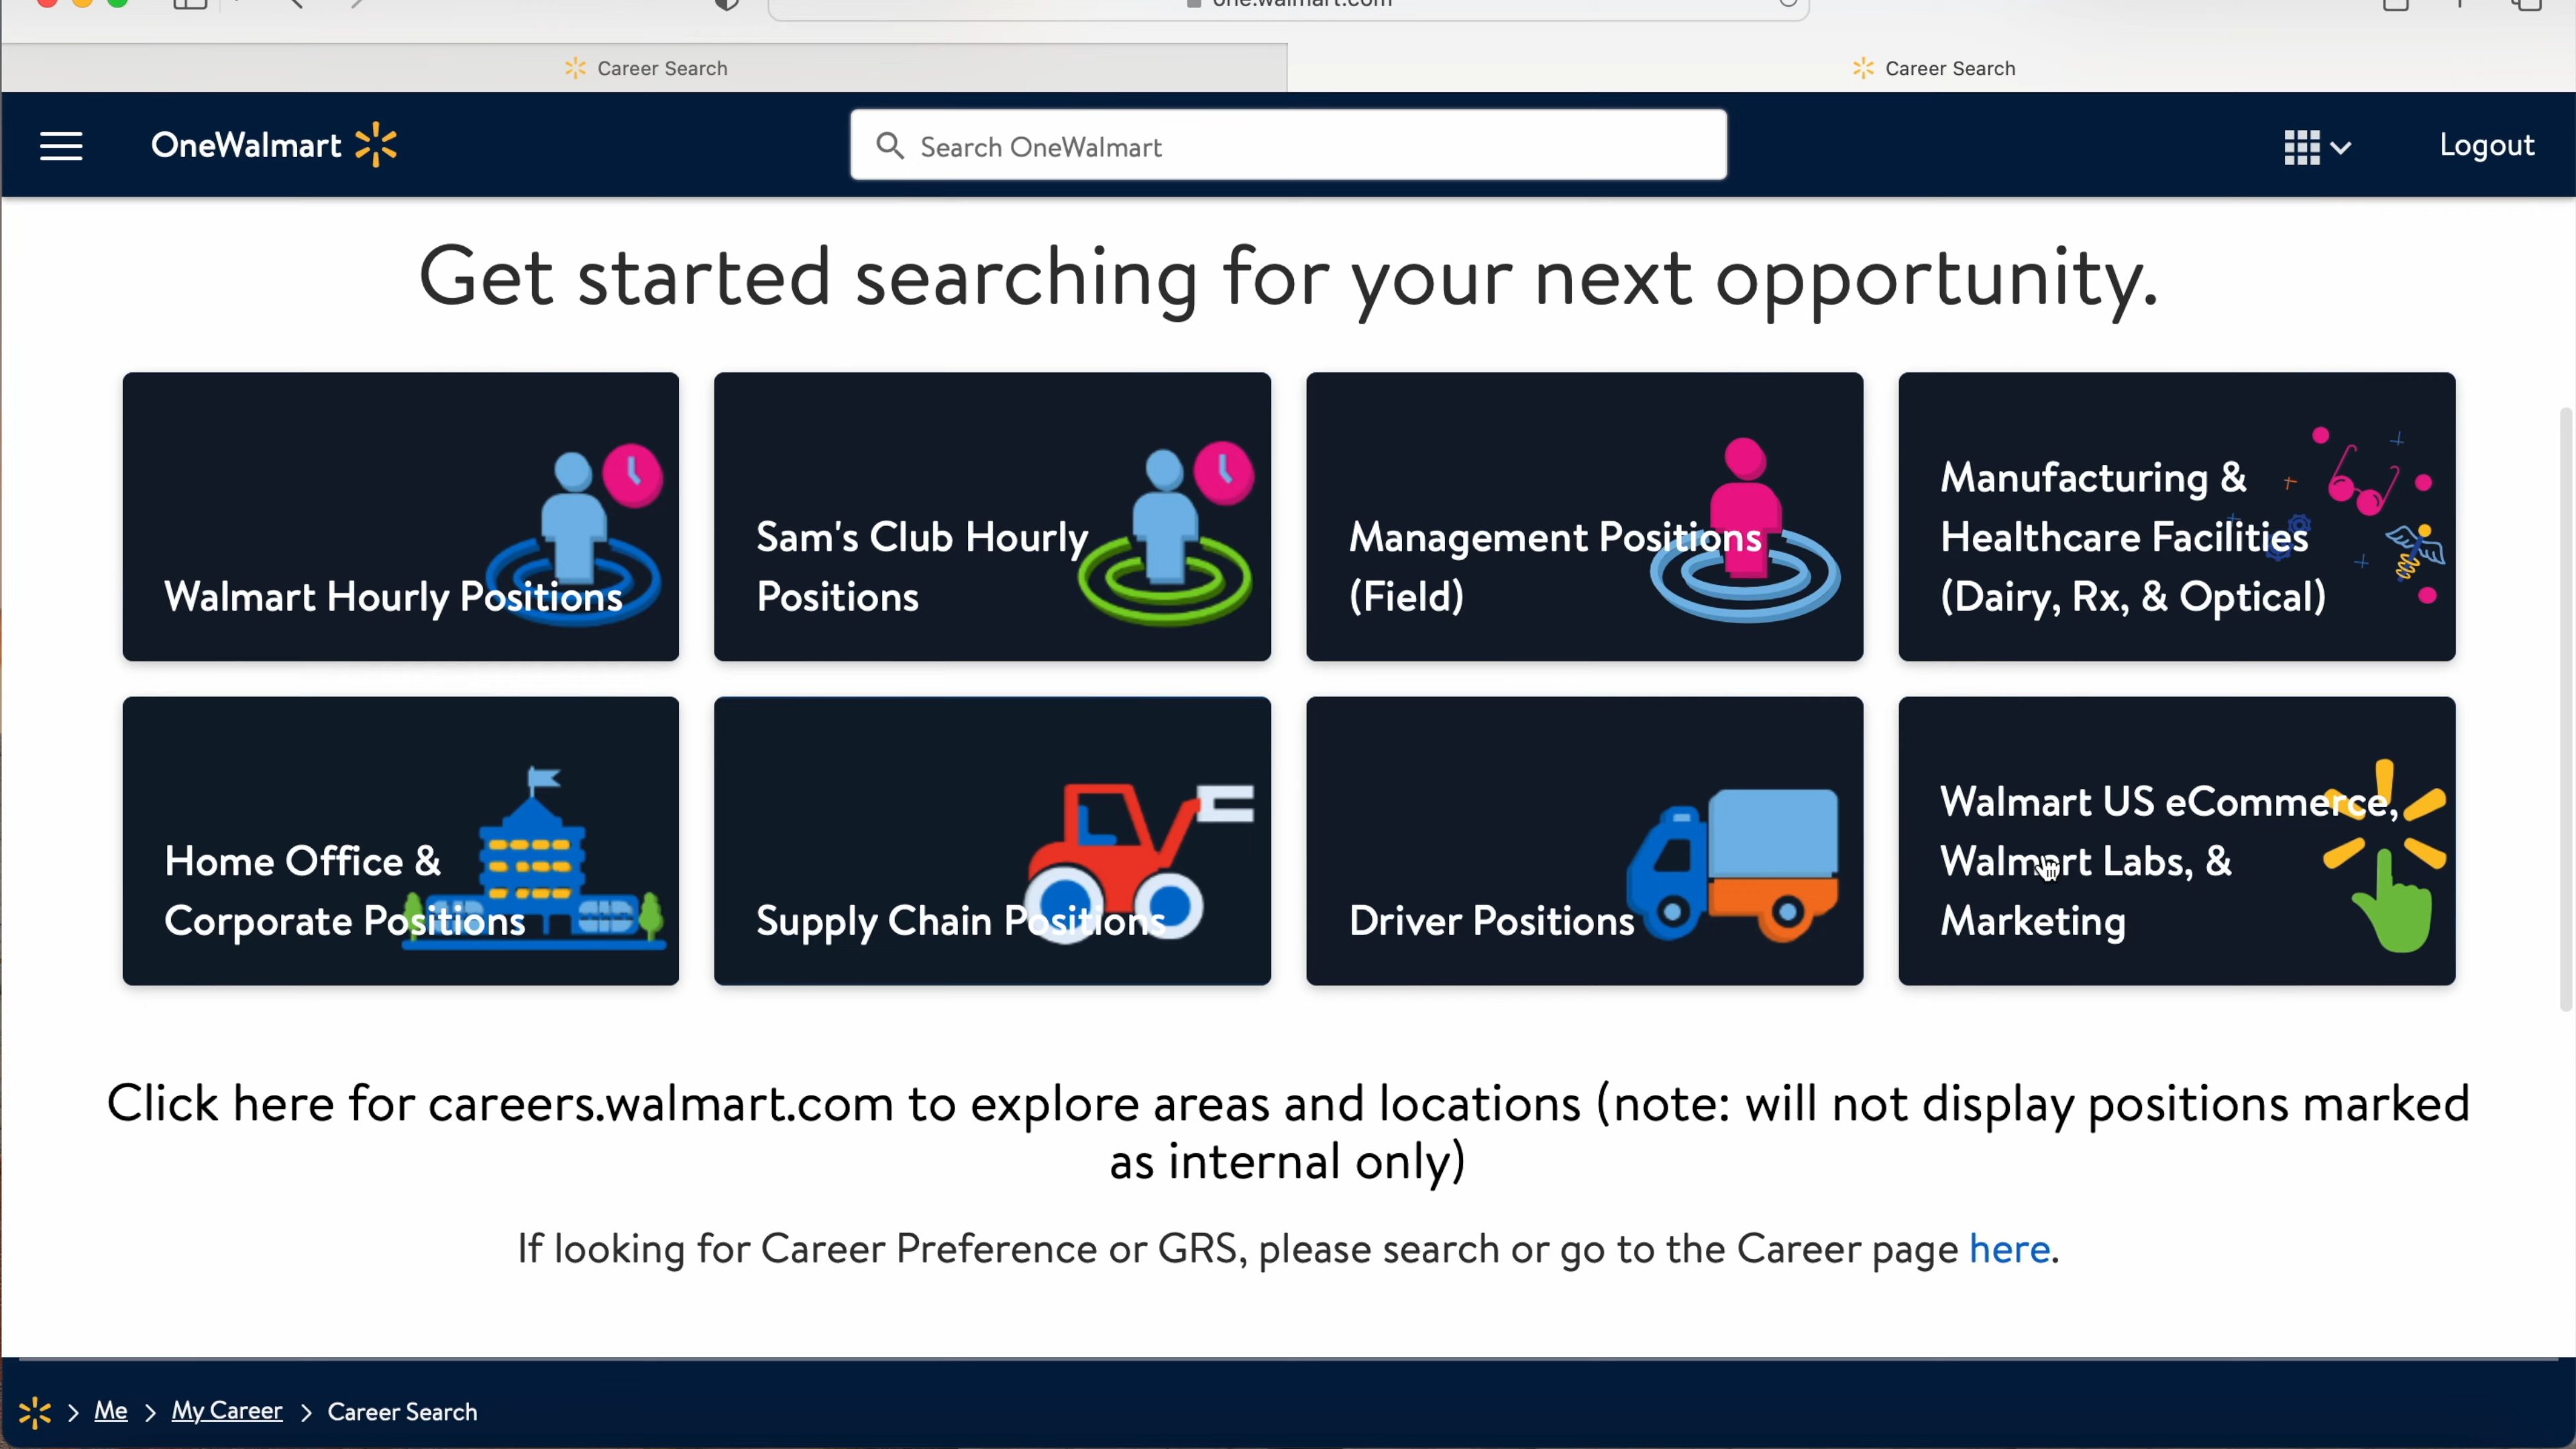 one.walmart.com
Career Search
Career Search
OneWalmart
Search OneWalmart
Logout
Get started searching for your next opportunity.
Walmart Hourly Positions
Sam's Club Hourly
Positions
Management Positions
(Field)
Manufacturing &
Healthcare Facilities
(Dairy, Rx, & Optical)
Home Office &
Corporate Positions
Supply Chain Positions
Driver Positions
Walmart US eCommerce,
Walmart Labs, &
Marketing
Click here for careers.walmart.com to explore areas and locations (note: will not display positions marked
as internal only)
If looking for Career Preference or GRS, please search or go to the Career page here.
> Me > My Career > Career Search